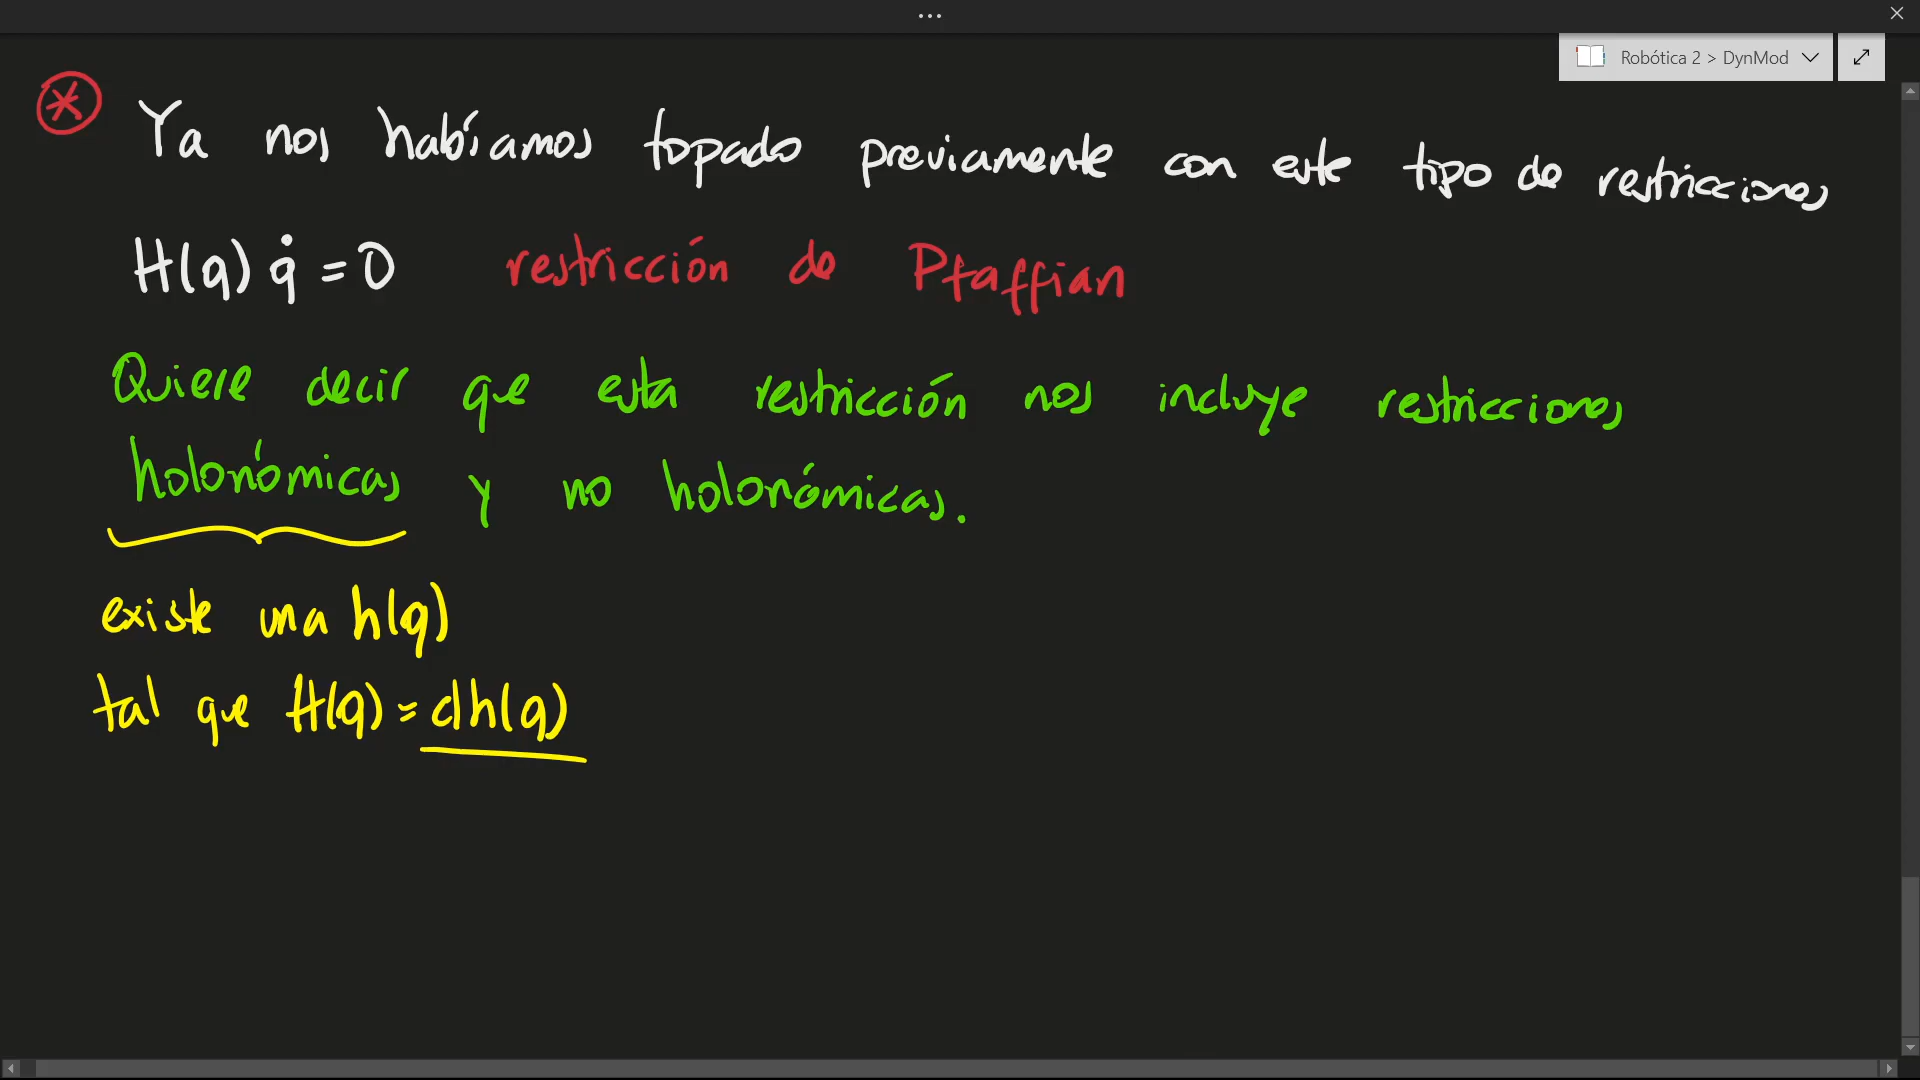 Robótica 2 > DynMod
Ya nos habíamos topado previamente con este tipo de restricciones
H(q) q̇ = 0 restricción de Pfaffian
Quiere decir que esta restricción nos incluye restricciones
holonómicas y no holonómicas.
existe una h(q)
tal que H(q) = dh(q)